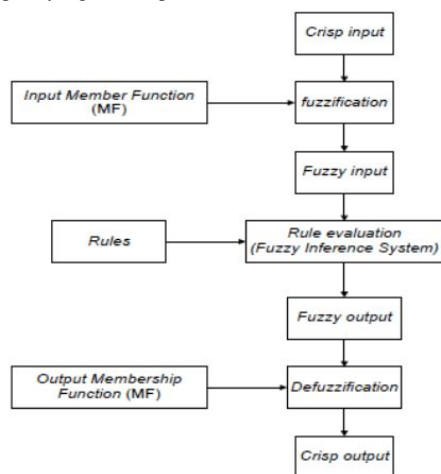 Crisp input
Input Member Function
(MF)
fuzzification
Fuzzy input
Rules
Rule evaluation
(Fuzzy Inference System)
Fuzzy output
Output Membership
Function (MF)
Defuzzification
Crisp output